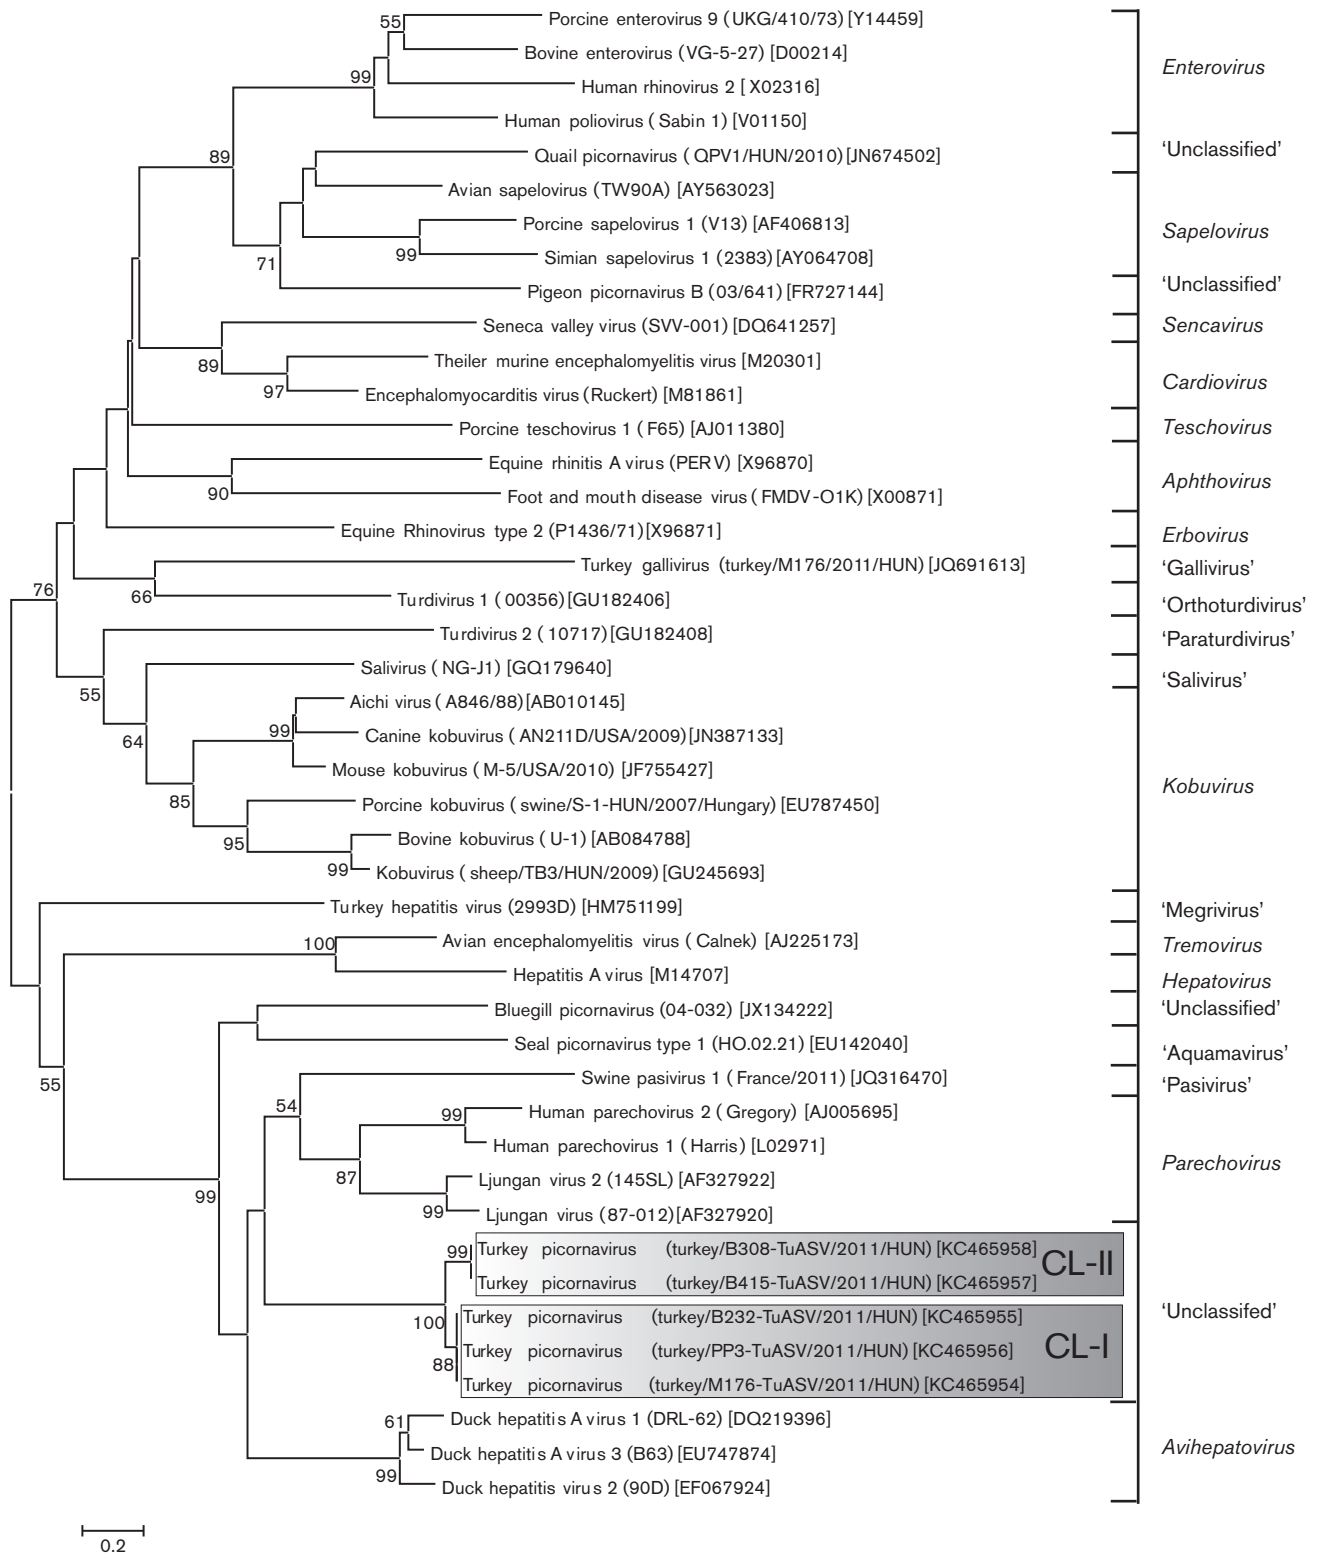 55
Porcine enterovirus 9 (UKG/410/73) [Y14459]
Bovine enterovirus (VG-5-27) [D00214]
Enterovirus
99
Human rhinovirus 2 [ X02316]
Human poliovirus ( Sabin 1) [V01150]
89
Quail picornavirus ( QPV1/HUN/2010) [JN674502]
‘Unclassified’
Avian sapelovirus (TW90A) [AY563023]
Porcine sapelovirus 1 (V13) [AF406813]
Sapelovirus
99
Simian sapelovirus 1 (2383) [AY064708]
71
Pigeon picornavirus B (03/641) [FR727144]
‘Unclassified’
Seneca valley virus (SVV-001) [DQ641257]
Sencavirus
89
Theiler murine encephalomyelitis virus [M20301]
Cardiovirus
97
Encephalomyocarditis virus (Ruckert) [M81861]
Porcine teschovirus 1 ( F65) [AJ011380]
Teschovirus
Equine rhinitis A virus (PERV) [X96870]
Aphthovirus
90
Foot and mouth disease virus ( FMDV-O1K) [X00871]
Equine Rhinovirus type 2 (P1436/71) [X96871]
Erbovirus
Turkey gallivirus (turkey/M176/2011/HUN) [JQ691613]
‘Gallivirus’
76
66
Turdivirus 1 ( 00356) [GU182406]
‘Orthoturdivirus’
Turdivirus 2 ( 10717) [GU182408]
‘Paraturdivirus’
55
Salivirus ( NG-J1) [GQ179640]
‘Salivirus’
Aichi virus ( A846/88) [AB010145]
99
Canine kobuvirus ( AN211D/USA/2009) [JN387133]
64
Mouse kobuvirus ( M-5/USA/2010) [JF755427]
Kobuvirus
85
Porcine kobuvirus ( swine/S-1-HUN/2007/Hungary) [EU787450]
95
Bovine kobuvirus ( U-1) [AB084788]
99
Kobuvirus ( sheep/TB3/HUN/2009) [GU245693]
Turkey hepatitis virus (2993D) [HM751199]
‘Megrivirus’
100
Avian encephalomyelitis virus ( Calnek) [AJ225173]
Tremovirus
Hepatitis A virus [M14707]
Hepatovirus
Bluegill picornavirus (04-032) [JX134222]
‘Unclassified’
Seal picornavirus type 1 (HO.02.21) [EU142040]
‘Aquamavirus’
55
Swine pasivirus 1 ( France/2011) [JQ316470]
‘Pasivirus’
54
99
Human parechovirus 2 ( Gregory) [AJ005695]
Human parechovirus 1 ( Harris) [L02971]
Parechovirus
87
Ljungan virus 2 (145SL) [AF327922]
99
99
Ljungan virus (87-012) [AF327920]
99
Turkey picornavirus (turkey/B308-TuASV/2011/HUN) [KC465958]
CL-II
Turkey picornavirus (turkey/B415-TuASV/2011/HUN) [KC465957]
100
Turkey picornavirus (turkey/B232-TuASV/2011/HUN) [KC465955]
‘Unclassifed’
88
Turkey picornavirus (turkey/PP3-TuASV/2011/HUN) [KC465956]
CL-I
Turkey picornavirus (turkey/M176-TuASV/2011/HUN) [KC465954]
61
Duck hepatitis A virus 1 (DRL-62) [DQ219396]
Duck hepatitis A virus 3 (B63) [EU747874]
Avihepatovirus
99
Duck hepatitis virus 2 (90D) [EF067924]
0.2